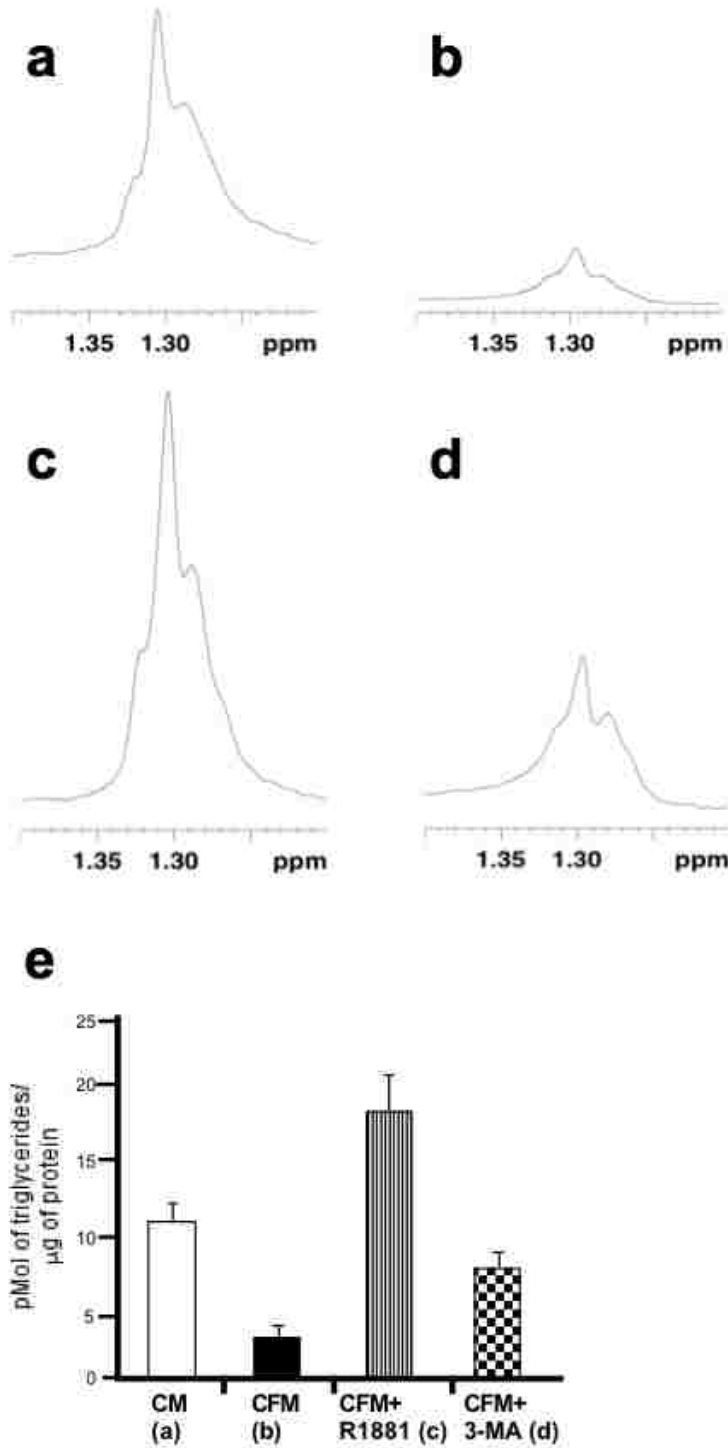 a
b
1.35 1.30 ppm
1.35 1.30 ppm
c
d
1.35 1.30 ppm
1.35 1.30 ppm
e
pMol of triglycerides/
µg of protein
25
20
15
10
5
0
CM
(a)
CFM
(b)
CFM+
R1881 (c)
CFM+
3-MA (d)